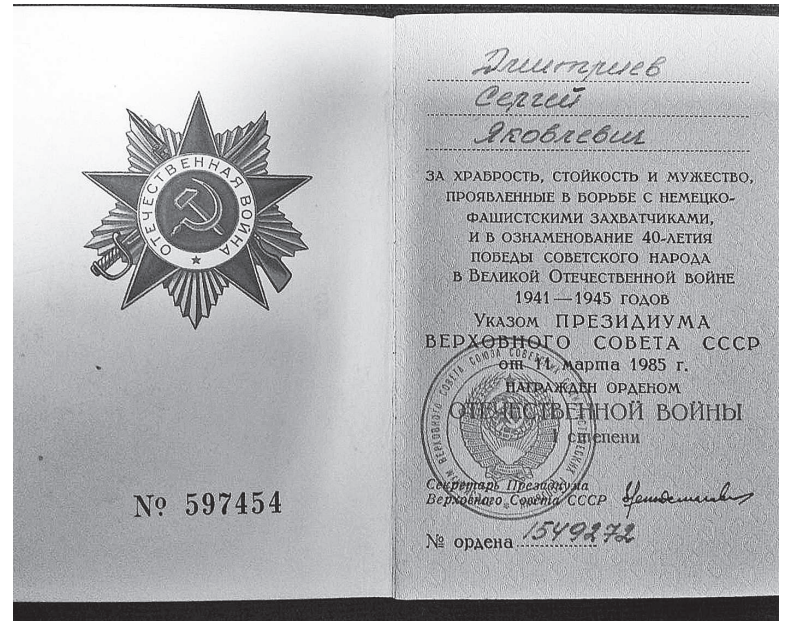 ОТЕЧЕСТВЕННАЯ ВОЙНА
№ 597454
Дмитриев
Сергей
Яковлевич
ЗА ХРАБРОСТЬ, СТОЙКОСТЬ И МУЖЕСТВО,
ПРОЯВЛЕННЫЕ В БОРЬБЕ С НЕМЕЦКО-
ФАШИСТСКИМИ ЗАХВАТЧИКАМИ,
И В ОЗНАМЕНОВАНИЕ 40-ЛЕТИЯ
ПОБЕДЫ СОВЕТСКОГО НАРОДА
В ВЕЛИКОЙ ОТЕЧЕСТВЕННОЙ ВОЙНЕ
1941—1945 ГОДОВ
УКАЗОМ ПРЕЗИДИУМА
ВЕРХОВНОГО СОВЕТА СССР
от 11 марта 1985 г.
НАГРАЖДЕН ОРДЕНОМ
ОТЕЧЕСТВЕННОЙ ВОЙНЫ
I степени
Секретарь Президиума
Верховного Совета СССР
№ ордена 1549272